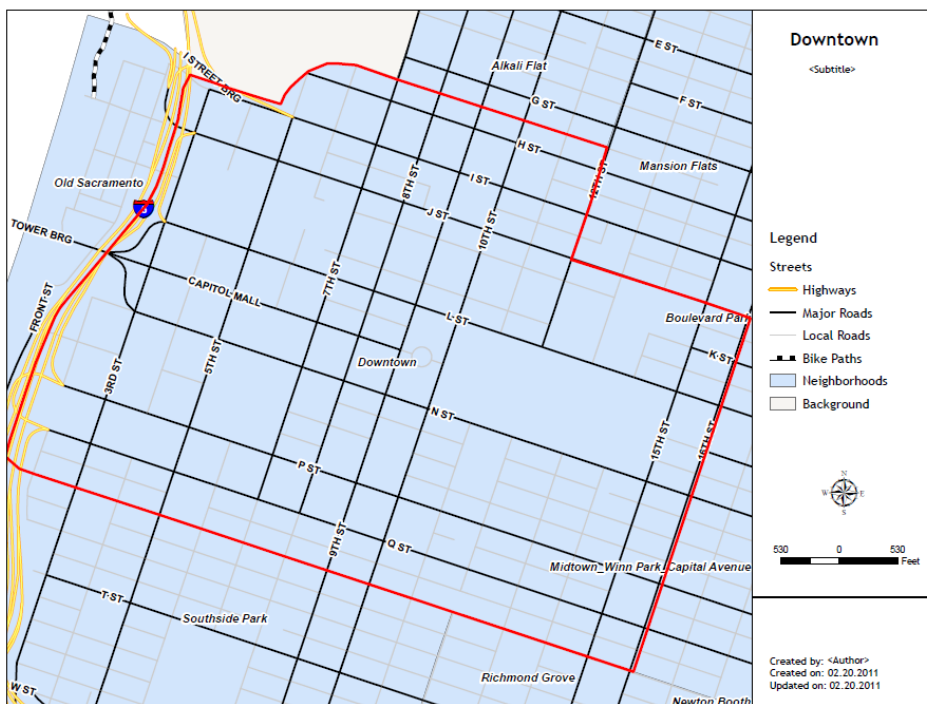 I STREET BRG
Alkali Flat
E ST
G ST
F ST
H ST
Mansion Flats
12TH ST
I ST
8TH ST
Old Sacramento
5
J ST
10TH ST
TOWER BRG
7TH ST
CAPITOL MALL
FRONT ST
L ST
Boulevard Par
K ST
Downtown
5TH ST
3RD ST
N ST
15TH ST
16TH ST
P ST
9TH ST
Q ST
Midtown_Winn Park_Capital Avenue
T ST
Southside Park
Richmond Grove
W ST
Newton Booth
Downtown
<Subtitle>
Legend
Streets
Highways
Major Roads
Local Roads
Bike Paths
Neighborhoods
Background
N
W E
S
530 0 530
Feet
Created by: <Author>
Created on: 02.20.2011
Updated on: 02.20.2011